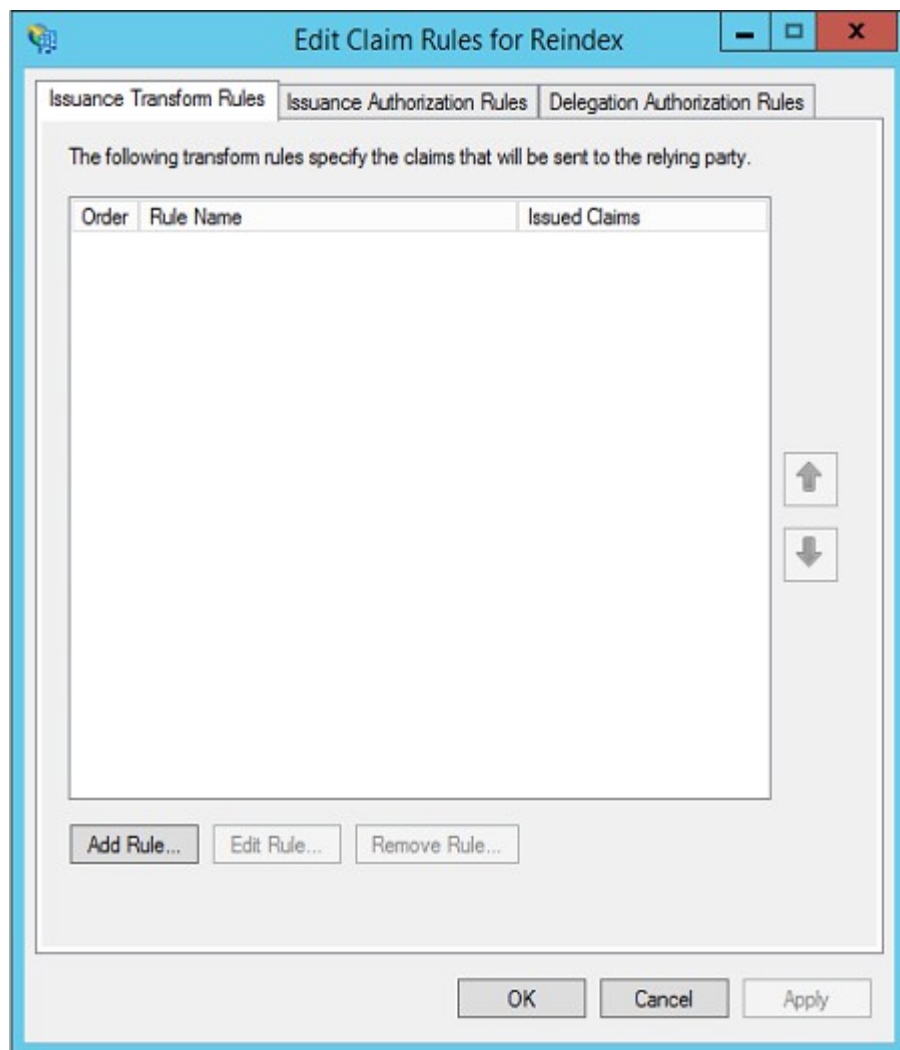 Edit Claim Rules for Reindex
Issuance Transform Rules Issuance Authorization Rules Delegation Authorization Rules
The following transform rules specify the claims that will be sent to the relying party.
Order Rule Name Issued Claims
Add Rule... Edit Rule... Remove Rule...
OK Cancel Apply